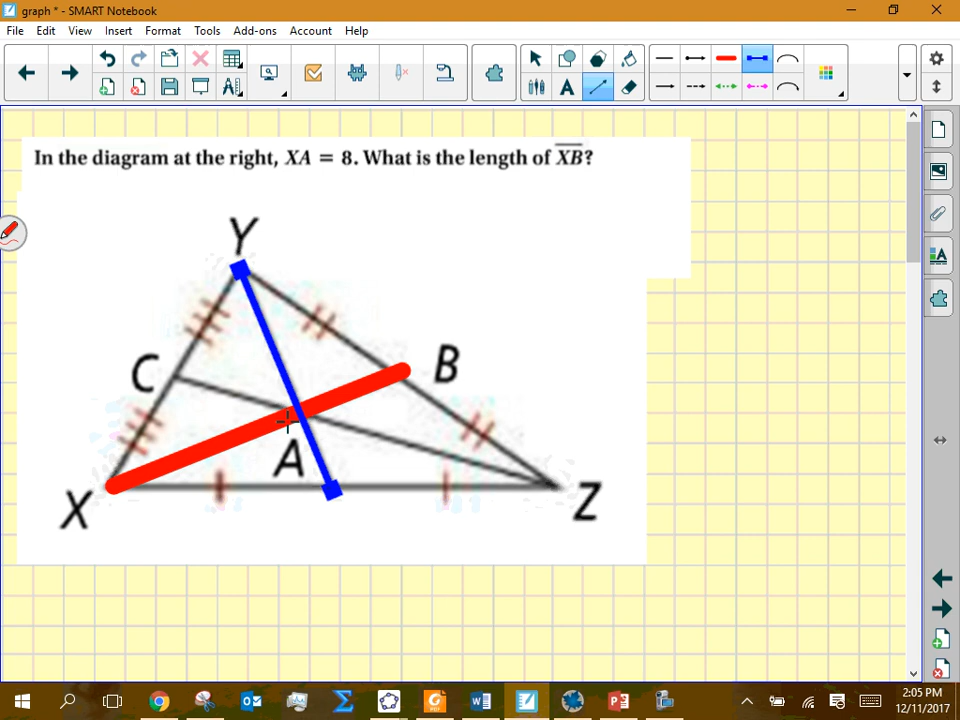 graph * - SMART Notebook
File Edit View Insert Format Tools Add-ons Account Help
In the diagram at the right, XA = 8. What is the length of XB?
Y
C
B
A
X
Z
2:05 PM
12/11/2017